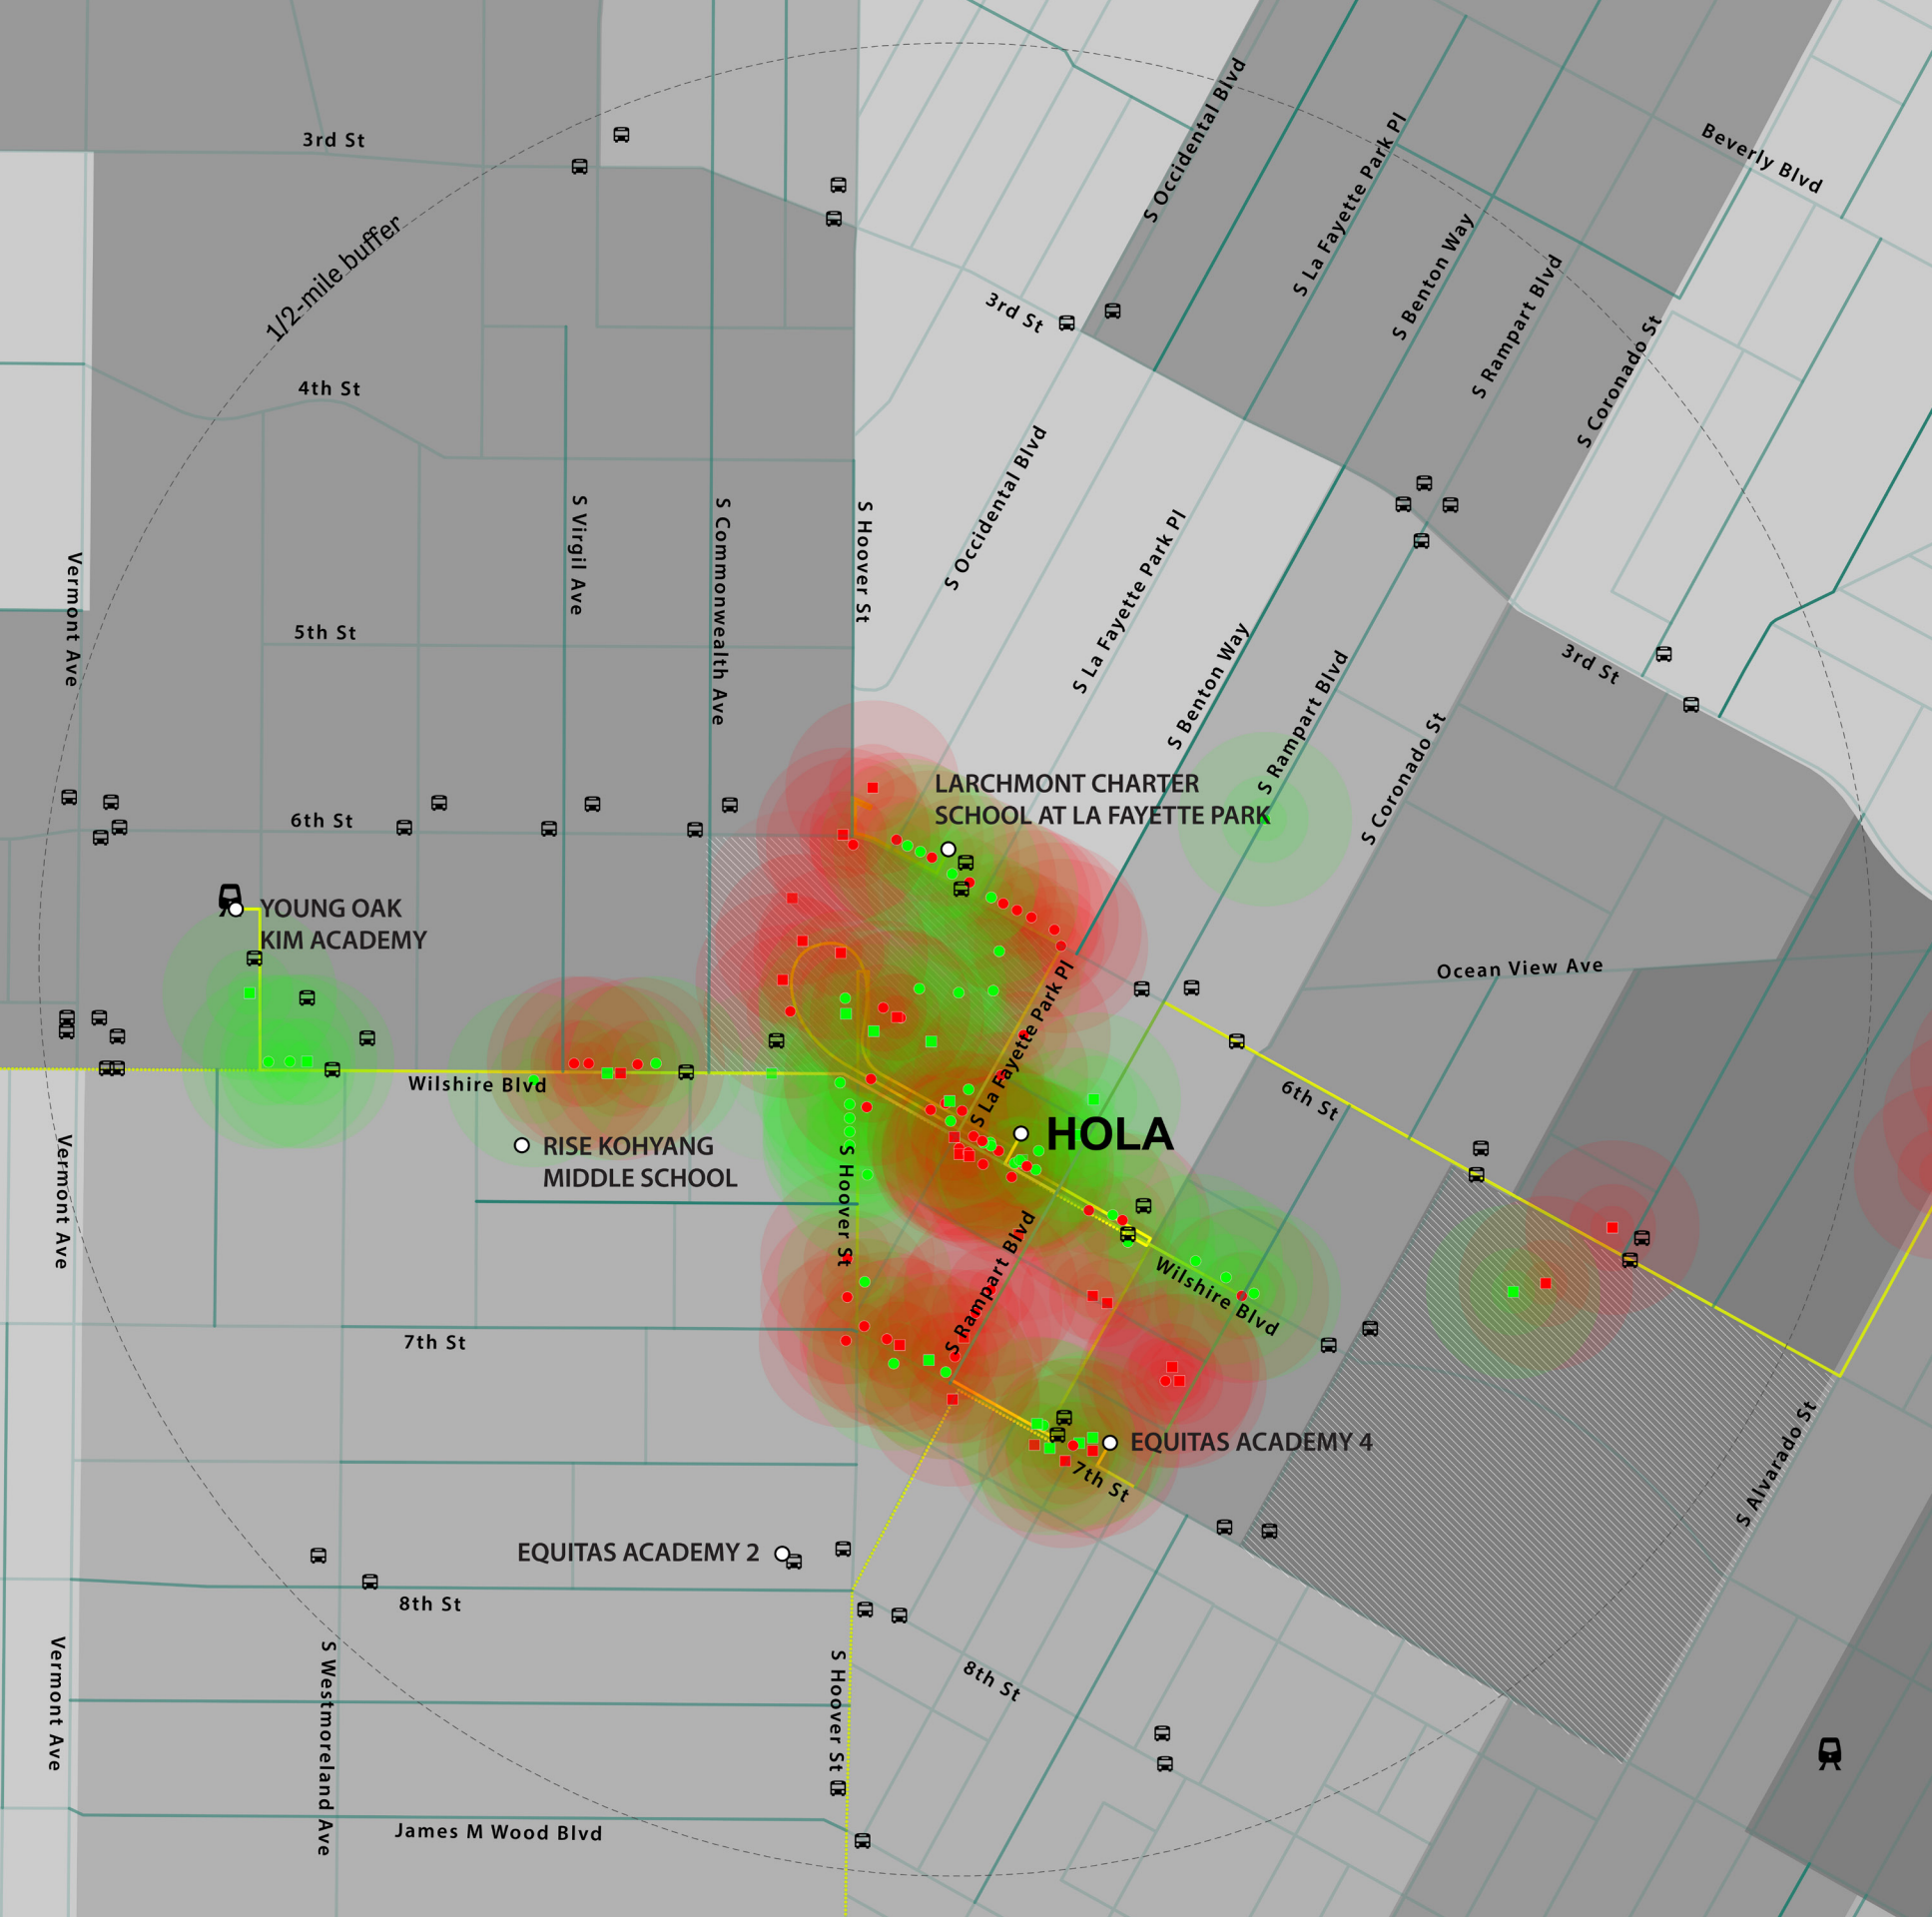 S Occidental Blvd
S La Fayette Park Pl
Beverly Blvd
3rd St
1/2-mile buffer
S Benton Way
S Rampart Blvd
3rd St
S Coronado St
4th St
S Occidental Blvd
S Virgil Ave
S Commonwealth Ave
S Hoover St
S La Fayette Park Pl
Vermont Ave
5th St
S Benton Way
S Rampart Blvd
3rd St
S Coronado St
LARCHMONT CHARTER
SCHOOL AT LA FAYETTE PARK
6th St
YOUNG OAK
KIM ACADEMY
Ocean View Ave
S La Fayette Park Pl
Wilshire Blvd
6th St
HOLA
RISE KOHYANG
MIDDLE SCHOOL
Vermont Ave
S Hoover St
S Rampart Blvd
Wilshire Blvd
7th St
EQUITAS ACADEMY 4
7th St
S Alvarado St
EQUITAS ACADEMY 2
8th St
Vermont Ave
S Westmoreland Ave
S Hoover St
8th St
James M Wood Blvd